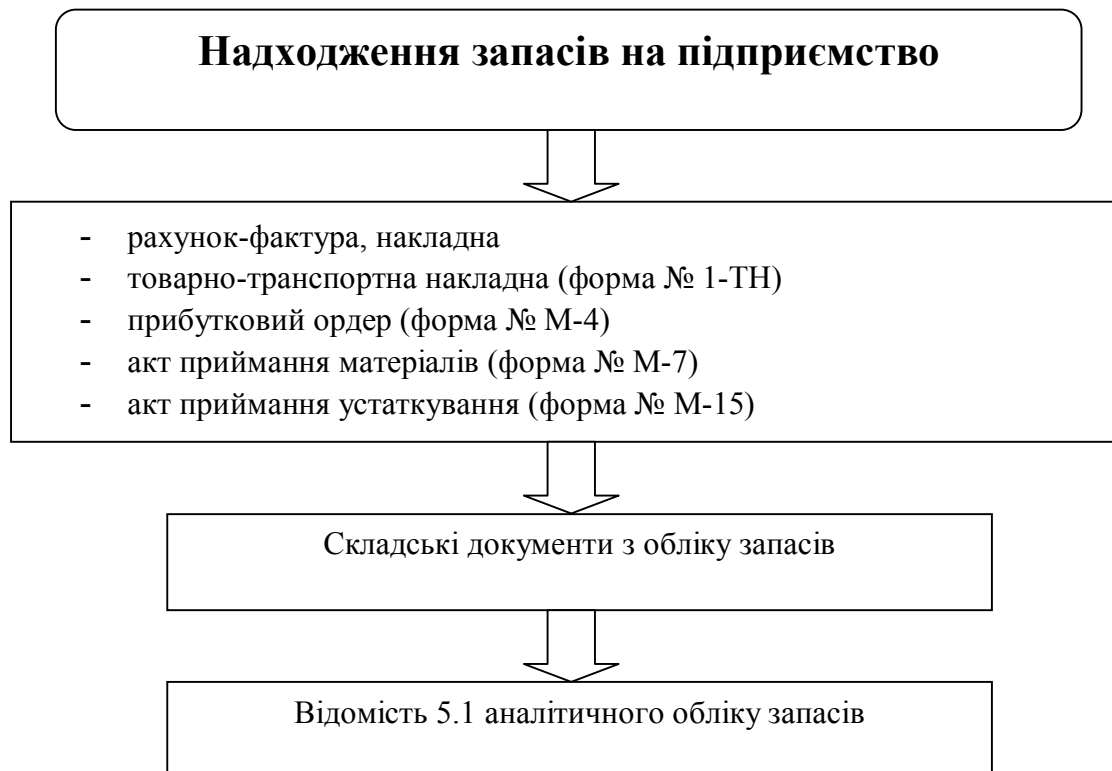 Надходження запасів на підприємство
- рахунок-фактура, накладна
- товарно-транспортна накладна (форма № 1-ТН)
- прибутковий ордер (форма № М-4)
- акт приймання матеріалів (форма № М-7)
- акт приймання устаткування (форма № М-15)
Складські документи з обліку запасів
Відомість 5.1 аналітичного обліку запасів